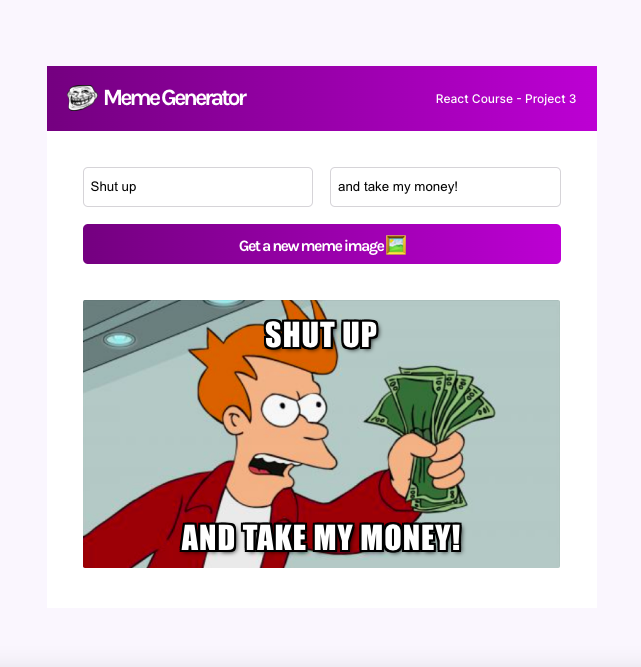 Meme Generator
React Course - Project 3
Shut up
and take my money!
Get a new meme image 🖼️
SHUT UP
AND TAKE MY MONEY!